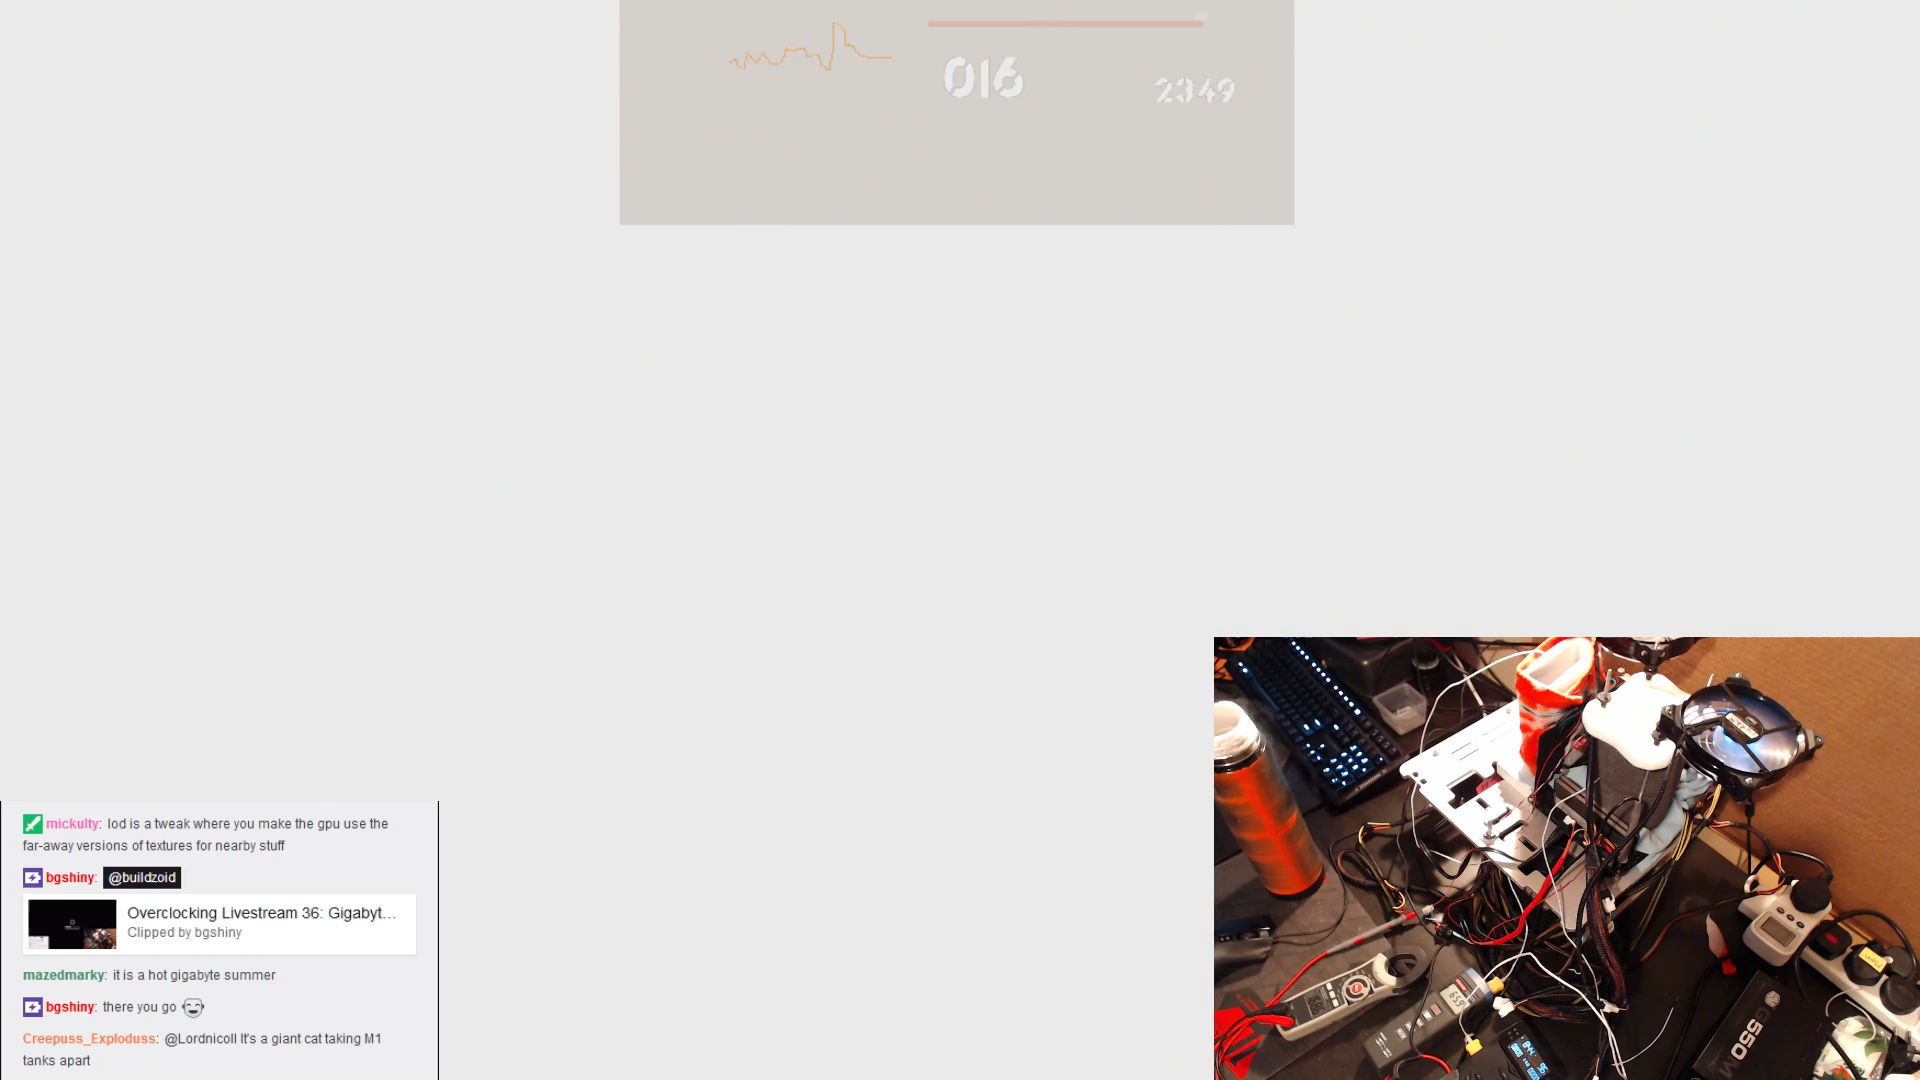 016
2349
mickulty: lod is a tweak where you make the gpu use the
far-away versions of textures for nearby stuff
bgshiny: @buildzoid
Overclocking Livestream 36: Gigabyt...
Clipped by bgshiny
mazedmarky: it is a hot gigabyte summer
bgshiny: there you go
Creepuss_Exploduss: @Lordnicoll It's a giant cat taking M1
tanks apart
G550M